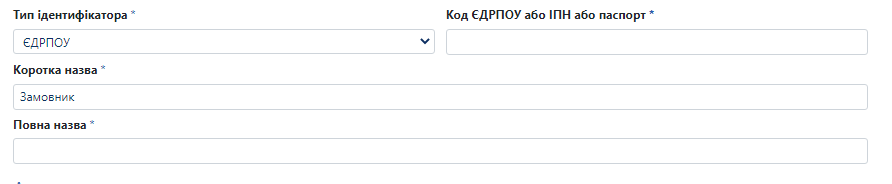 Тип ідентифікатора *
Код ЄДРПОУ або ІПН або паспорт *
ЄДРПОУ
Коротка назва *
Замовник
Повна назва *